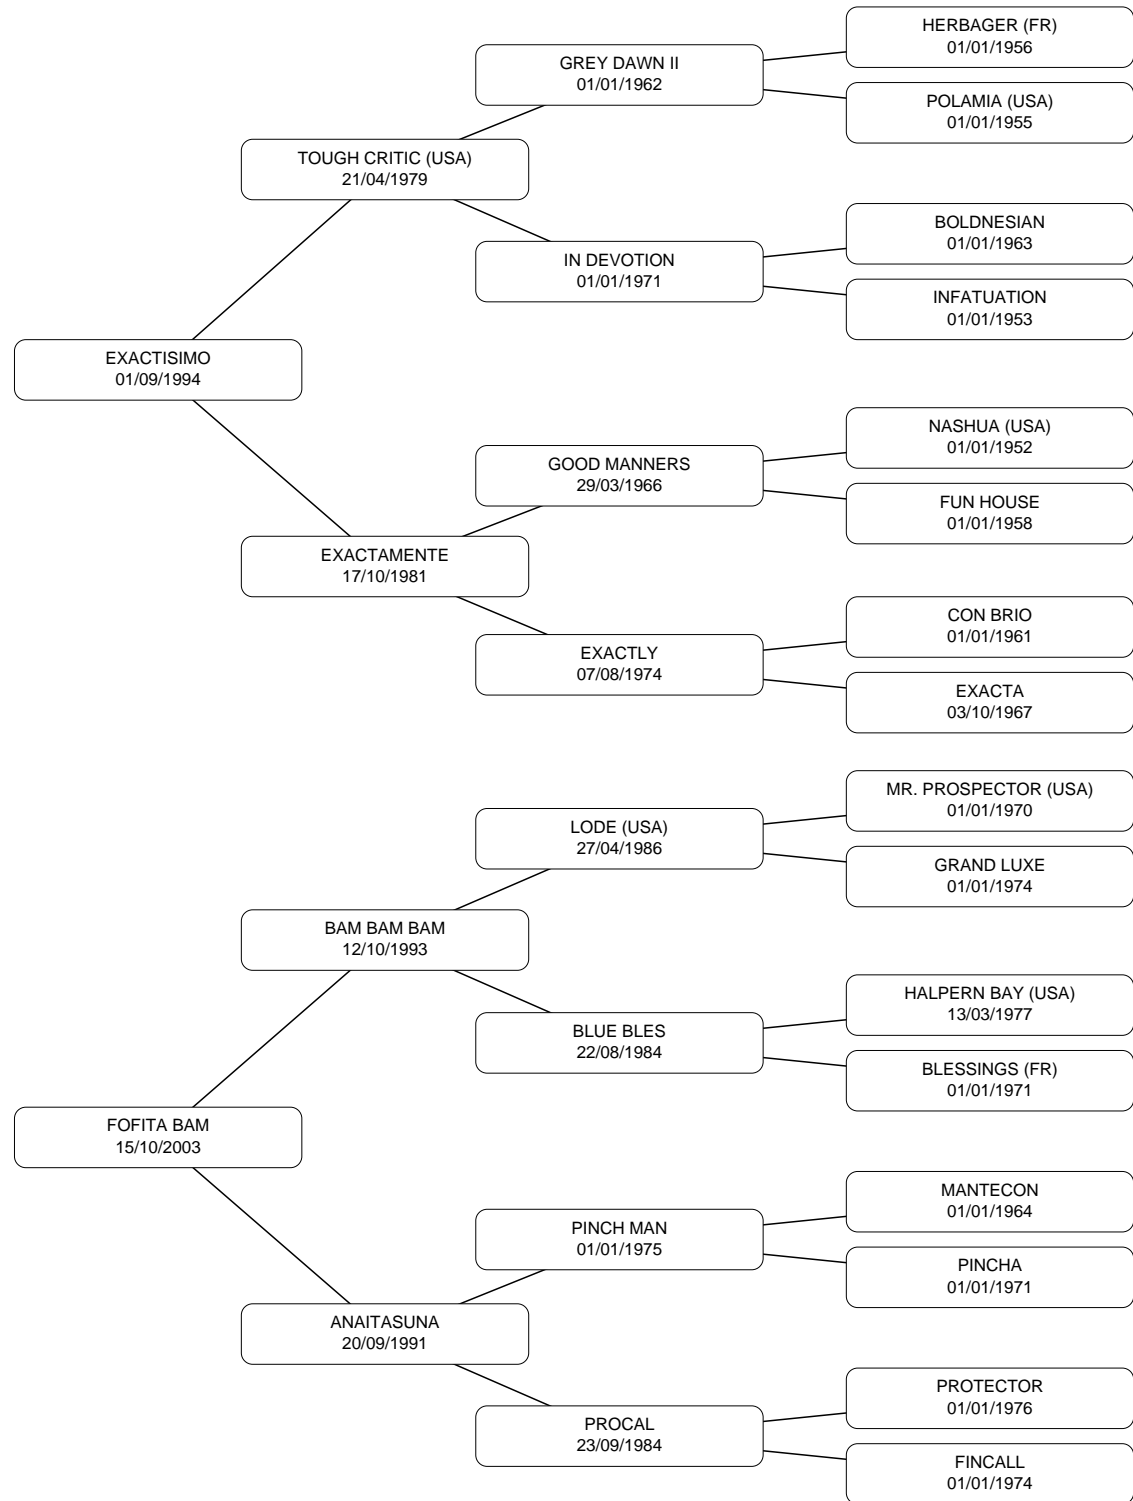 HERBAGER (FR)
01/01/1956
GREY DAWN II
01/01/1962
POLAMIA (USA)
01/01/1955
TOUGH CRITIC (USA)
21/04/1979
BOLDNESIAN
01/01/1963
IN DEVOTION
01/01/1971
INFATUATION
01/01/1953
EXACTISIMO
01/09/1994
NASHUA (USA)
01/01/1952
GOOD MANNERS
29/03/1966
FUN HOUSE
01/01/1958
EXACTAMENTE
17/10/1981
CON BRIO
01/01/1961
EXACTLY
07/08/1974
EXACTA
03/10/1967
MR. PROSPECTOR (USA)
01/01/1970
LODE (USA)
27/04/1986
GRAND LUXE
01/01/1974
BAM BAM BAM
12/10/1993
HALPERN BAY (USA)
13/03/1977
BLUE BLES
22/08/1984
BLESSINGS (FR)
01/01/1971
FOFITA BAM
15/10/2003
MANTECON
01/01/1964
PINCH MAN
01/01/1975
PINCHA
01/01/1971
ANAITASUNA
20/09/1991
PROTECTOR
01/01/1976
PROCAL
23/09/1984
FINCALL
01/01/1974